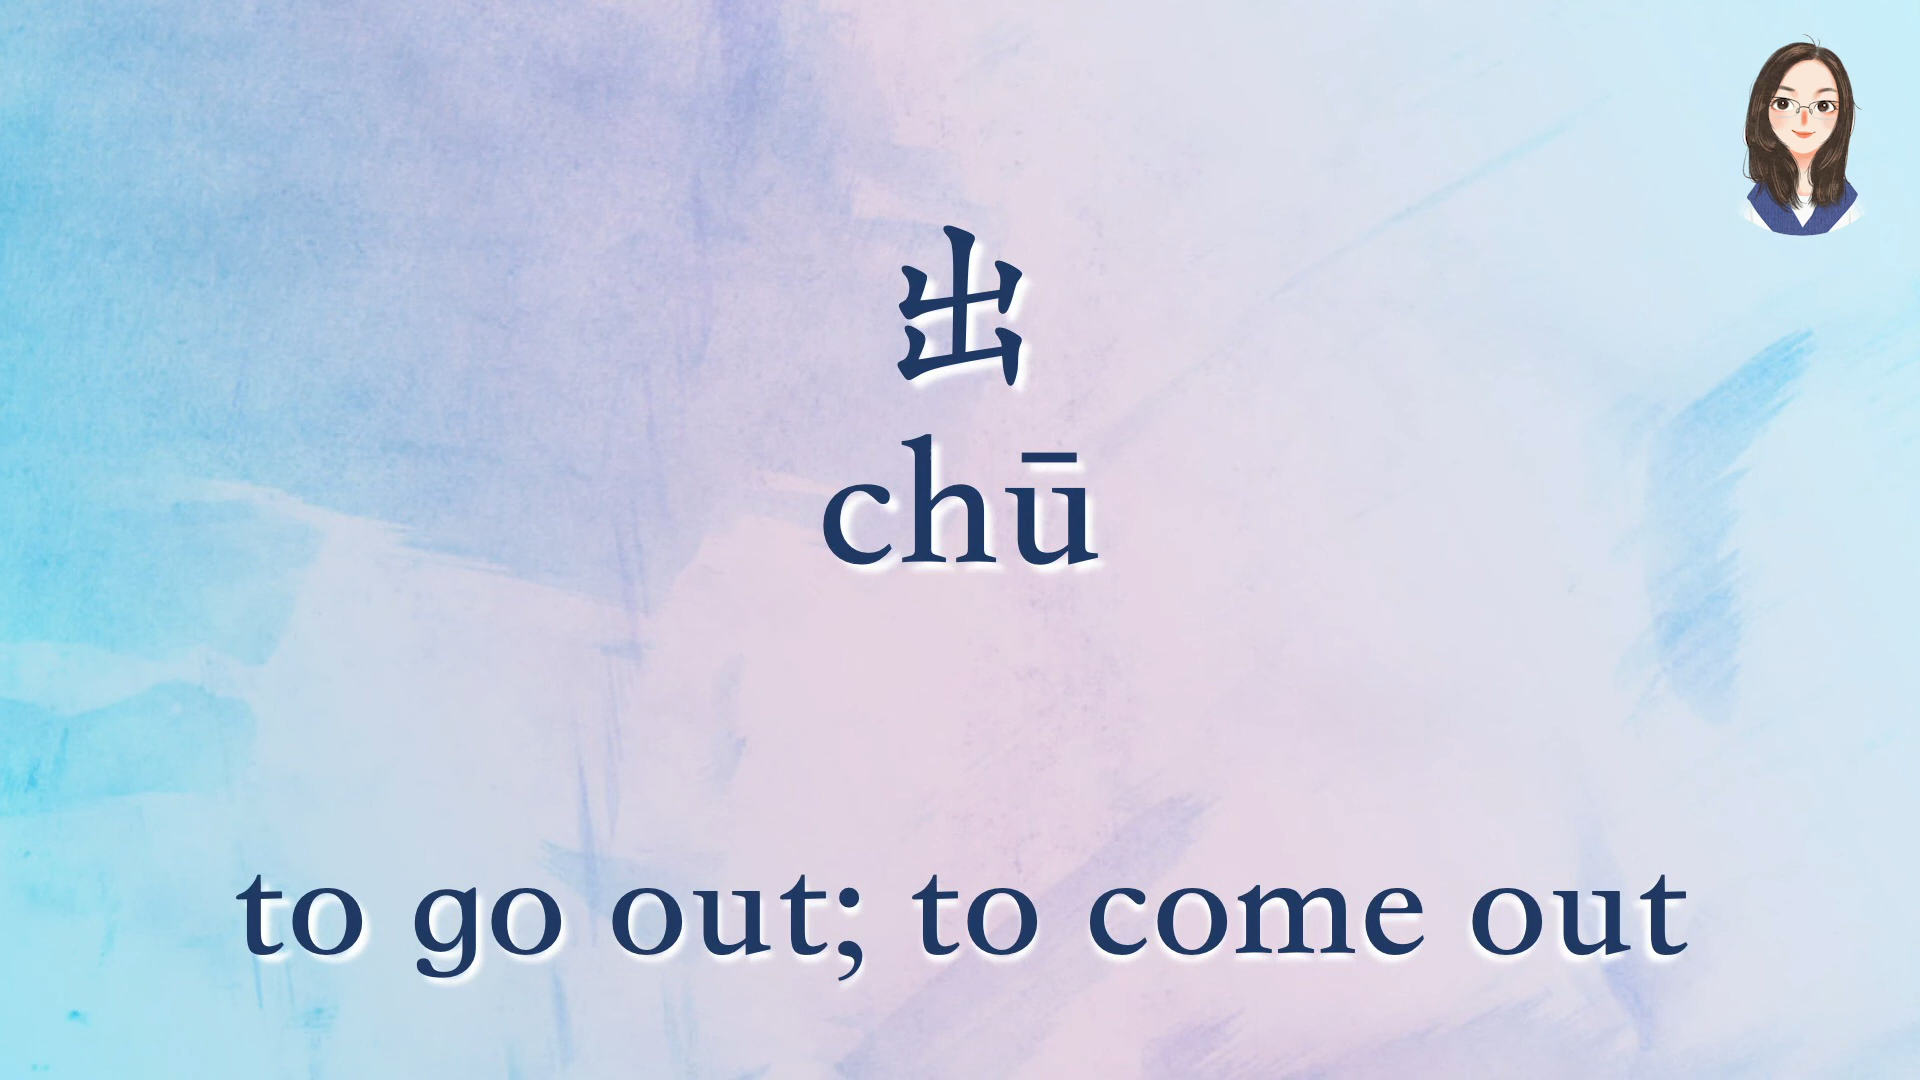 出
chū
to go out; to come out